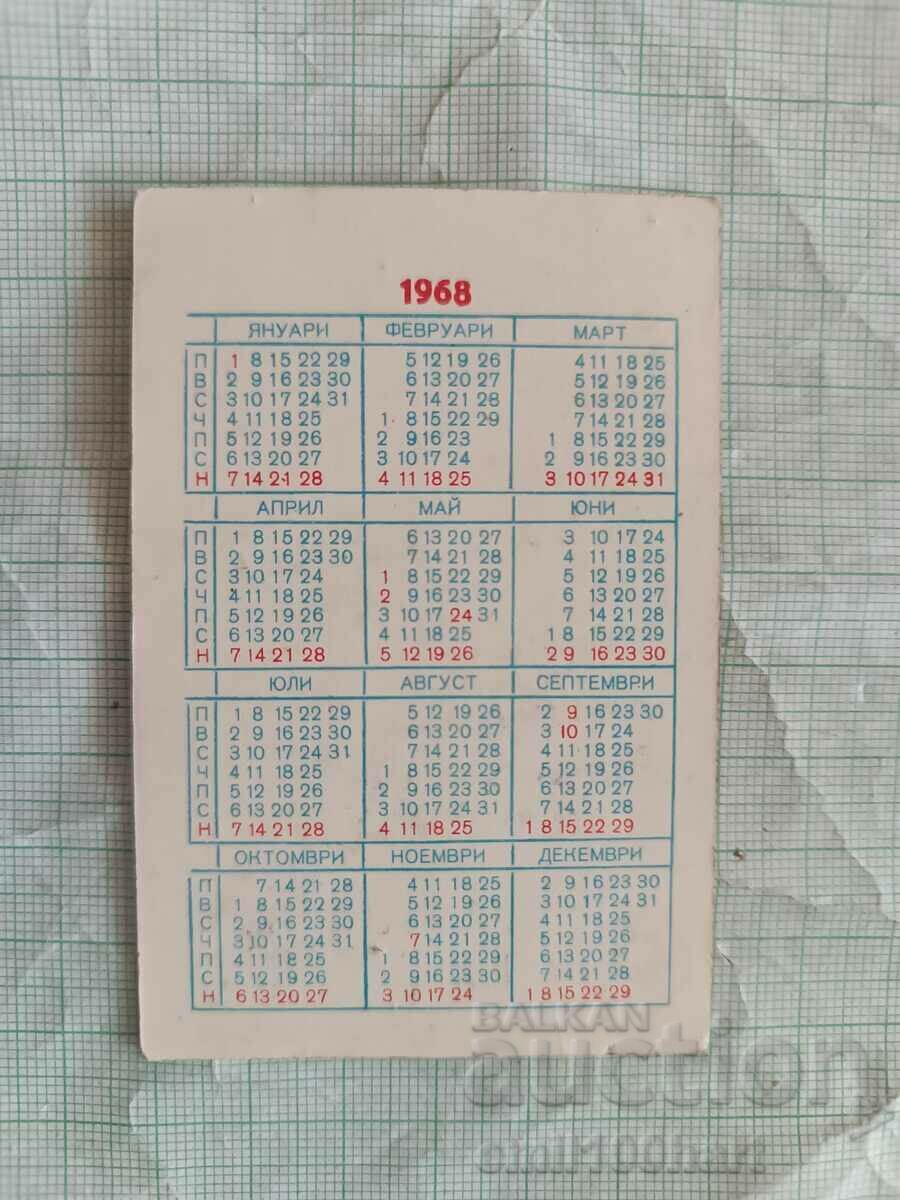 1968
ЯНУАРИ ФЕВРУАРИ МАРТ
П 1 8 15 22 29 5 12 19 26 4 11 18 25
В 2 9 16 23 30 6 13 20 27 5 12 19 26
С 3 10 17 24 31 7 14 21 28 6 13 20 27
Ч 4 11 18 25 1 8 15 22 29 7 14 21 28
П 5 12 19 26 2 9 16 23 1 8 15 22 29
С 6 13 20 27 3 10 17 24 2 9 16 23 30
Н 7 14 21 28 4 11 18 25 3 10 17 24 31
АПРИЛ МАЙ ЮНИ
П 1 8 15 22 29 6 13 20 27 3 10 17 24
В 2 9 16 23 30 7 14 21 28 4 11 18 25
С 3 10 17 24 1 8 15 22 29 5 12 19 26
Ч 4 11 18 25 2 9 16 23 30 6 13 20 27
П 5 12 19 26 3 10 17 24 31 7 14 21 28
С 6 13 20 27 4 11 18 25 1 8 15 22 29
Н 7 14 21 28 5 12 19 26 2 9 16 23 30
ЮЛИ АВГУСТ СЕПТЕМВРИ
П 1 8 15 22 29 5 12 19 26 2 9 16 23 30
В 2 9 16 23 30 6 13 20 27 3 10 17 24
С 3 10 17 24 31 7 14 21 28 4 11 18 25
Ч 4 11 18 25 1 8 15 22 29 5 12 19 26
П 5 12 19 26 2 9 16 23 30 6 13 20 27
С 6 13 20 27 3 10 17 24 31 7 14 21 28
Н 7 14 21 28 4 11 18 25 1 8 15 22 29
ОКТОМВРИ НОЕМВРИ ДЕКЕМВРИ
П 7 14 21 28 4 11 18 25 2 9 16 23 30
В 1 8 15 22 29 5 12 19 26 3 10 17 24 31
С 2 9 16 23 30 6 13 20 27 4 11 18 25
Ч 3 10 17 24 31 7 14 21 28 5 12 19 26
П 4 11 18 25 1 8 15 22 29 6 13 20 27
С 5 12 19 26 2 9 16 23 30 7 14 21 28
Н 6 13 20 27 3 10 17 24 1 8 15 22 29
BALKAN
auction